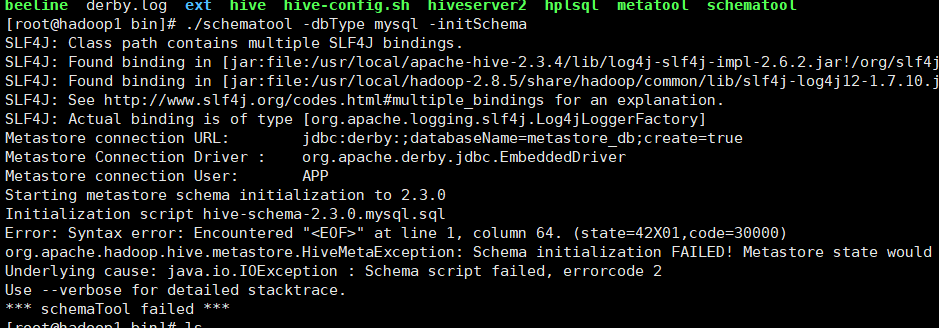 beeline derby.log ext hive hive-config.sh hiveserver2 hplsql metatool schematool
[root@hadoop1 bin]# ./schematool -dbType mysql -initSchema
SLF4J: Class path contains multiple SLF4J bindings.
SLF4J: Found binding in [jar:file:/usr/local/apache-hive-2.3.4/lib/log4j-slf4j-impl-2.6.2.jar!/org/slf4j
SLF4J: Found binding in [jar:file:/usr/local/hadoop-2.8.5/share/hadoop/common/lib/slf4j-log4j12-1.7.10.j
SLF4J: See http://www.slf4j.org/codes.html#multiple_bindings for an explanation.
SLF4J: Actual binding is of type [org.apache.logging.slf4j.Log4jLoggerFactory]
Metastore connection URL: jdbc:derby:;databaseName=metastore_db;create=true
Metastore Connection Driver : org.apache.derby.jdbc.EmbeddedDriver
Metastore connection User: APP
Starting metastore schema initialization to 2.3.0
Initialization script hive-schema-2.3.0.mysql.sql
Error: Syntax error: Encountered "<EOF>" at line 1, column 64. (state=42X01,code=30000)
org.apache.hadoop.hive.metastore.HiveMetaException: Schema initialization FAILED! Metastore state would
Underlying cause: java.io.IOException : Schema script failed, errorcode 2
Use --verbose for detailed stacktrace.
*** schemaTool failed ***
[root@hadoop1 bin]# ls